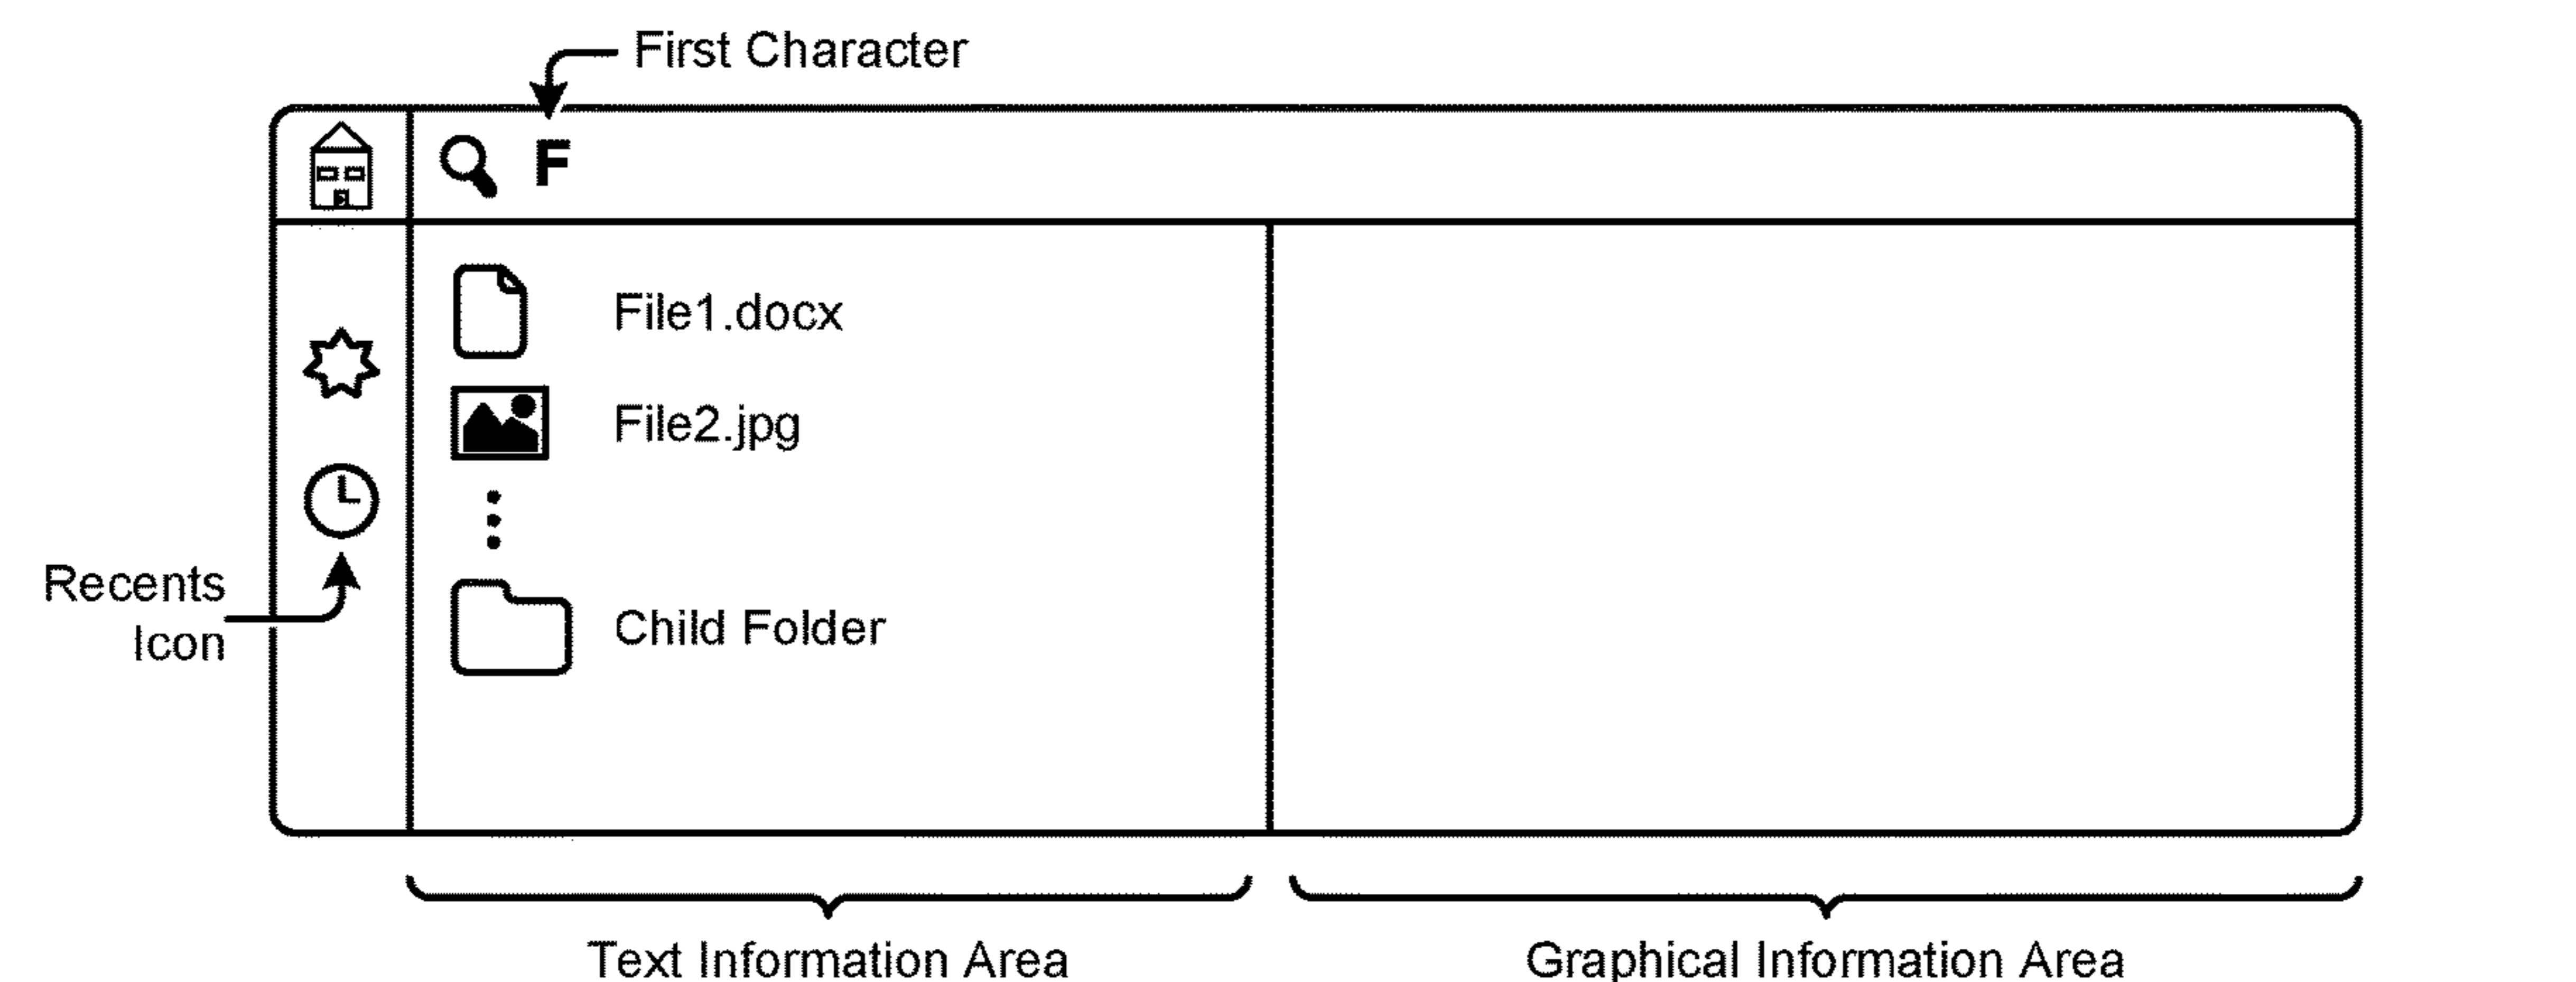 First Character
F
File1.docx
File2.jpg
Recents
Icon
Child Folder
Text Information Area
Graphical Information Area